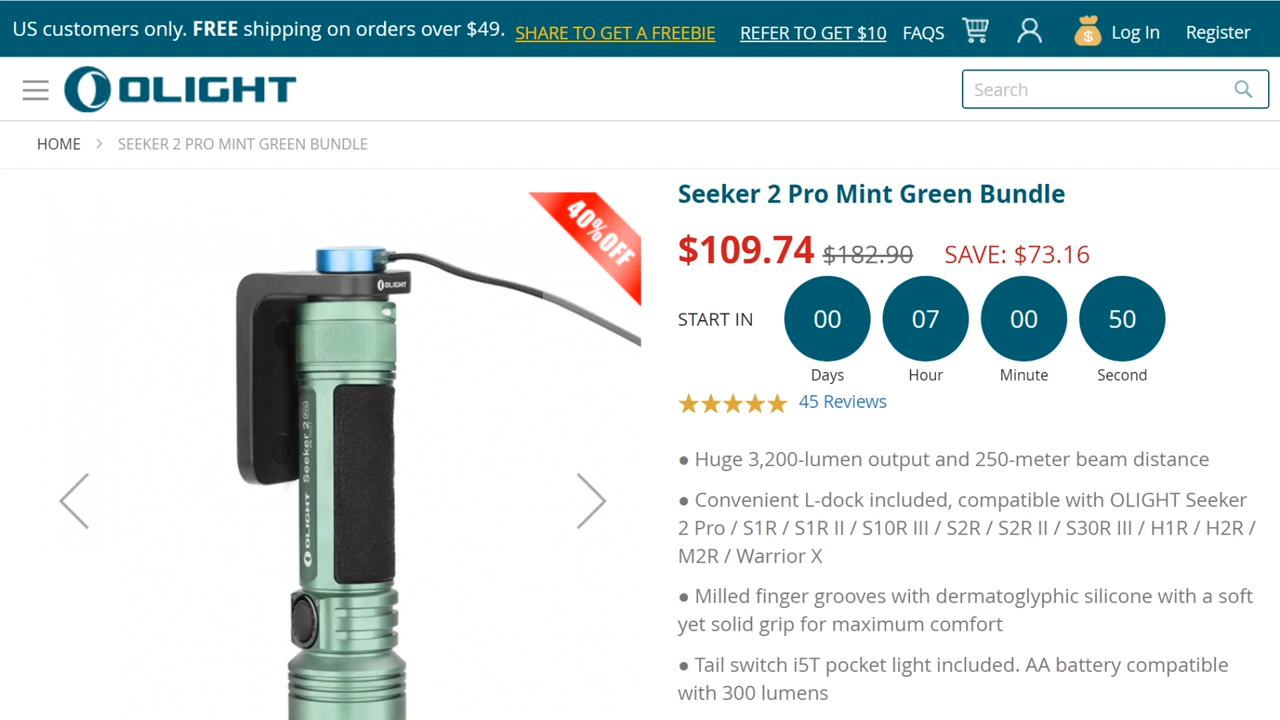 US customers only. FREE shipping on orders over $49. SHARE TO GET A FREEBIE REFER TO GET $10 FAQS Log In Register
OLIGHT
Search
HOME > SEEKER 2 PRO MINT GREEN BUNDLE
40%OFF
OLIGHT
OLIGHT Seeker 2 Pro
Seeker 2 Pro Mint Green Bundle
$109.74 $182.90 SAVE: $73.16
START IN 00 07 00 50
Days Hour Minute Second
45 Reviews
● Huge 3,200-lumen output and 250-meter beam distance
● Convenient L-dock included, compatible with OLIGHT Seeker
2 Pro / S1R / S1R II / S10R III / S2R / S2R II / S30R III / H1R / H2R /
M2R / Warrior X
● Milled finger grooves with dermatoglyphic silicone with a soft
yet solid grip for maximum comfort
● Tail switch i5T pocket light included. AA battery compatible
with 300 lumens